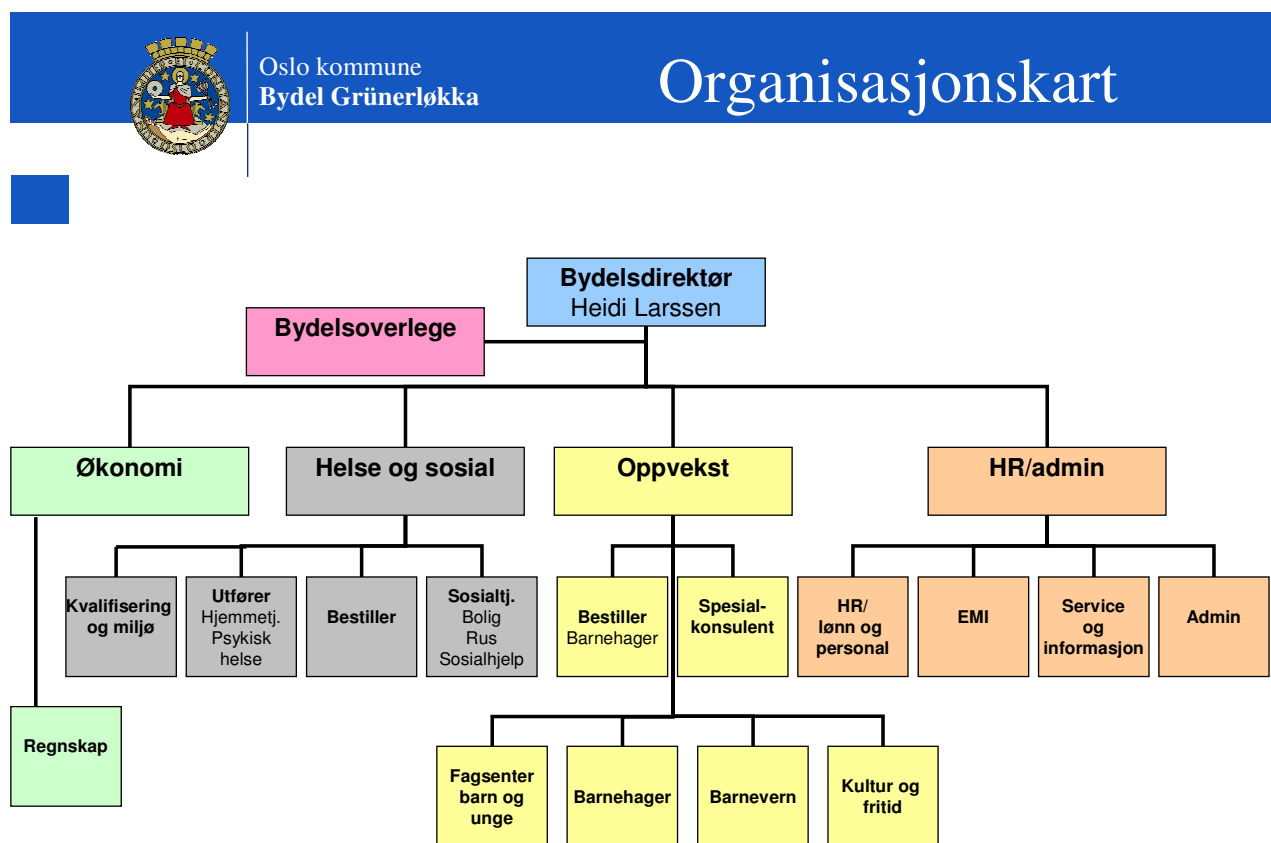 Oslo kommune
Bydel Grünerløkka
Organisasjonskart
Bydelsdirektør
Heidi Larssen
Bydelsoverlege
Økonomi
Helse og sosial
Oppvekst
HR/admin
Kvalifisering
og miljø
Utfører
Hjemmetj.
Psykisk
helse
Bestiller
Sosialtj.
Bolig
Rus
Sosialhjelp
Bestiller
Barnehager
Spesial-
konsulent
HR/
lønn og
personal
EMI
Service
og
informasjon
Admin
Regnskap
Fagsenter
barn og
unge
Barnehager
Barnevern
Kultur og
fritid